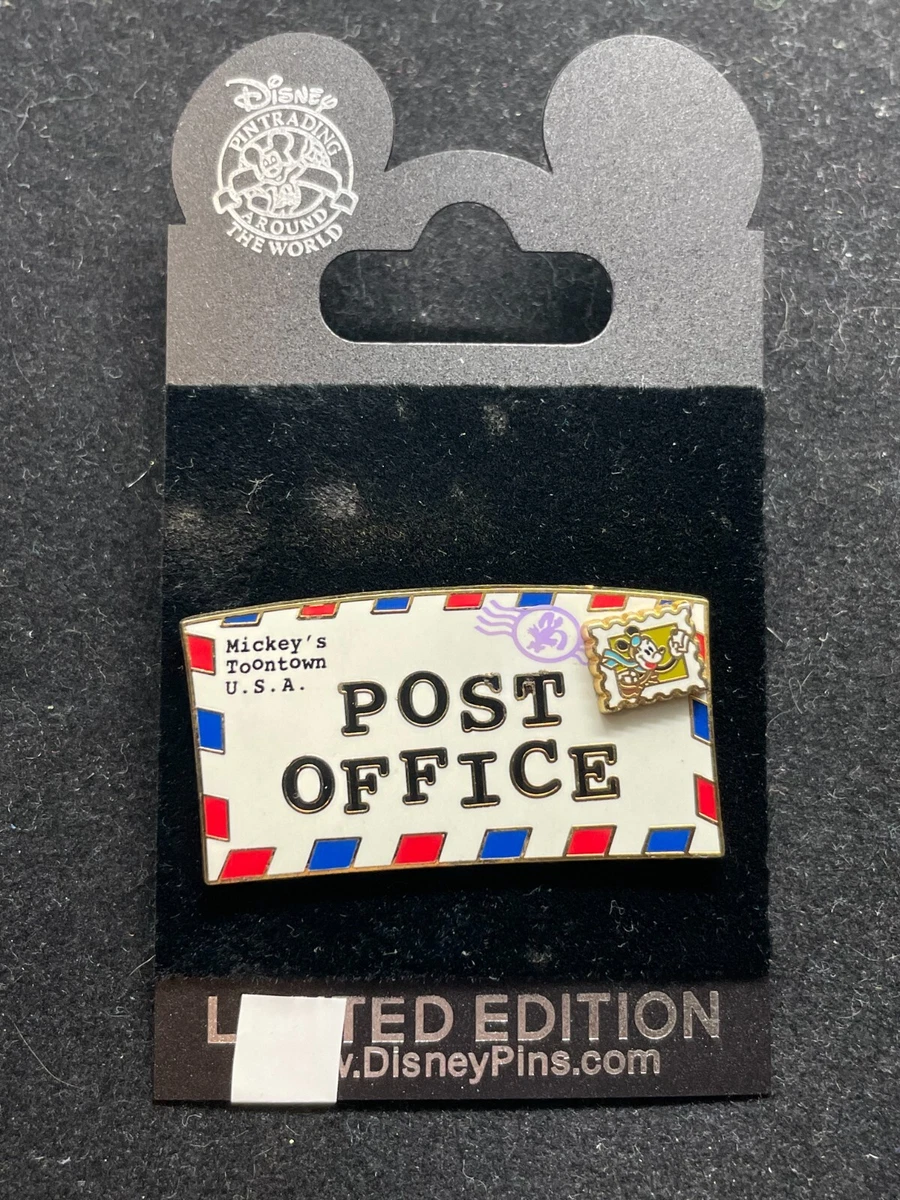 Disney
PIN TRADING
AROUND
THE WORLD
Mickey's
Toontown
U.S.A.
POST
OFFICE
L TED EDITION
.DisneyPins.com